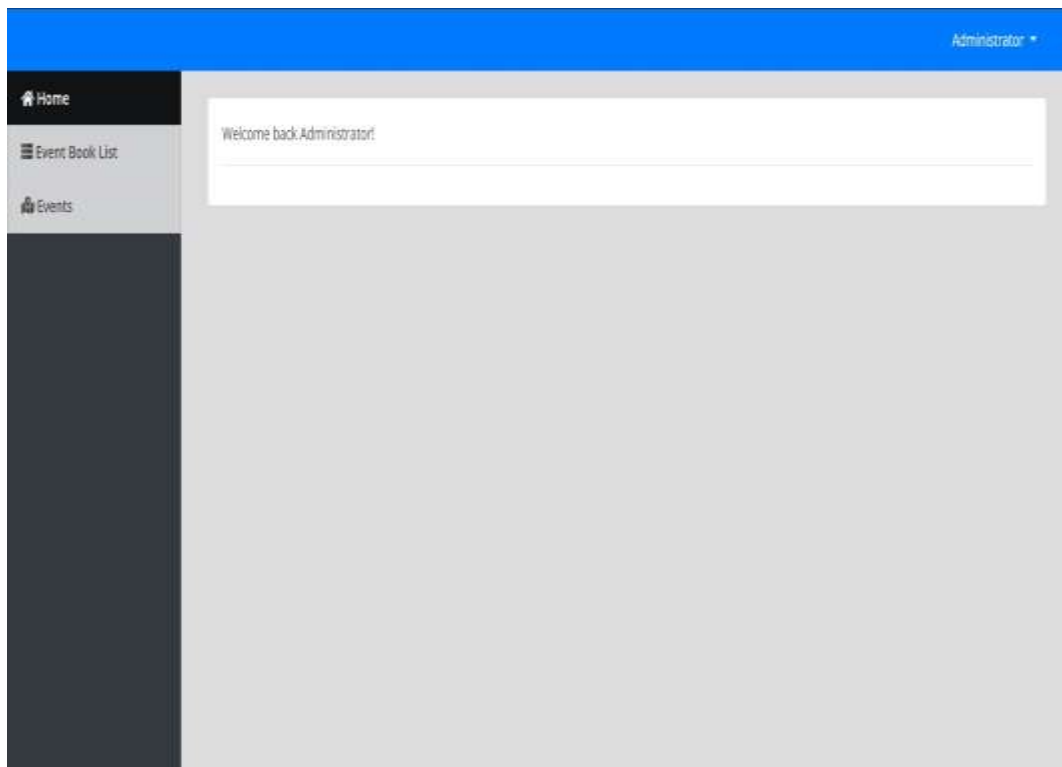 Administrator
Home
Welcome back Administrator!
Event Book List
Events